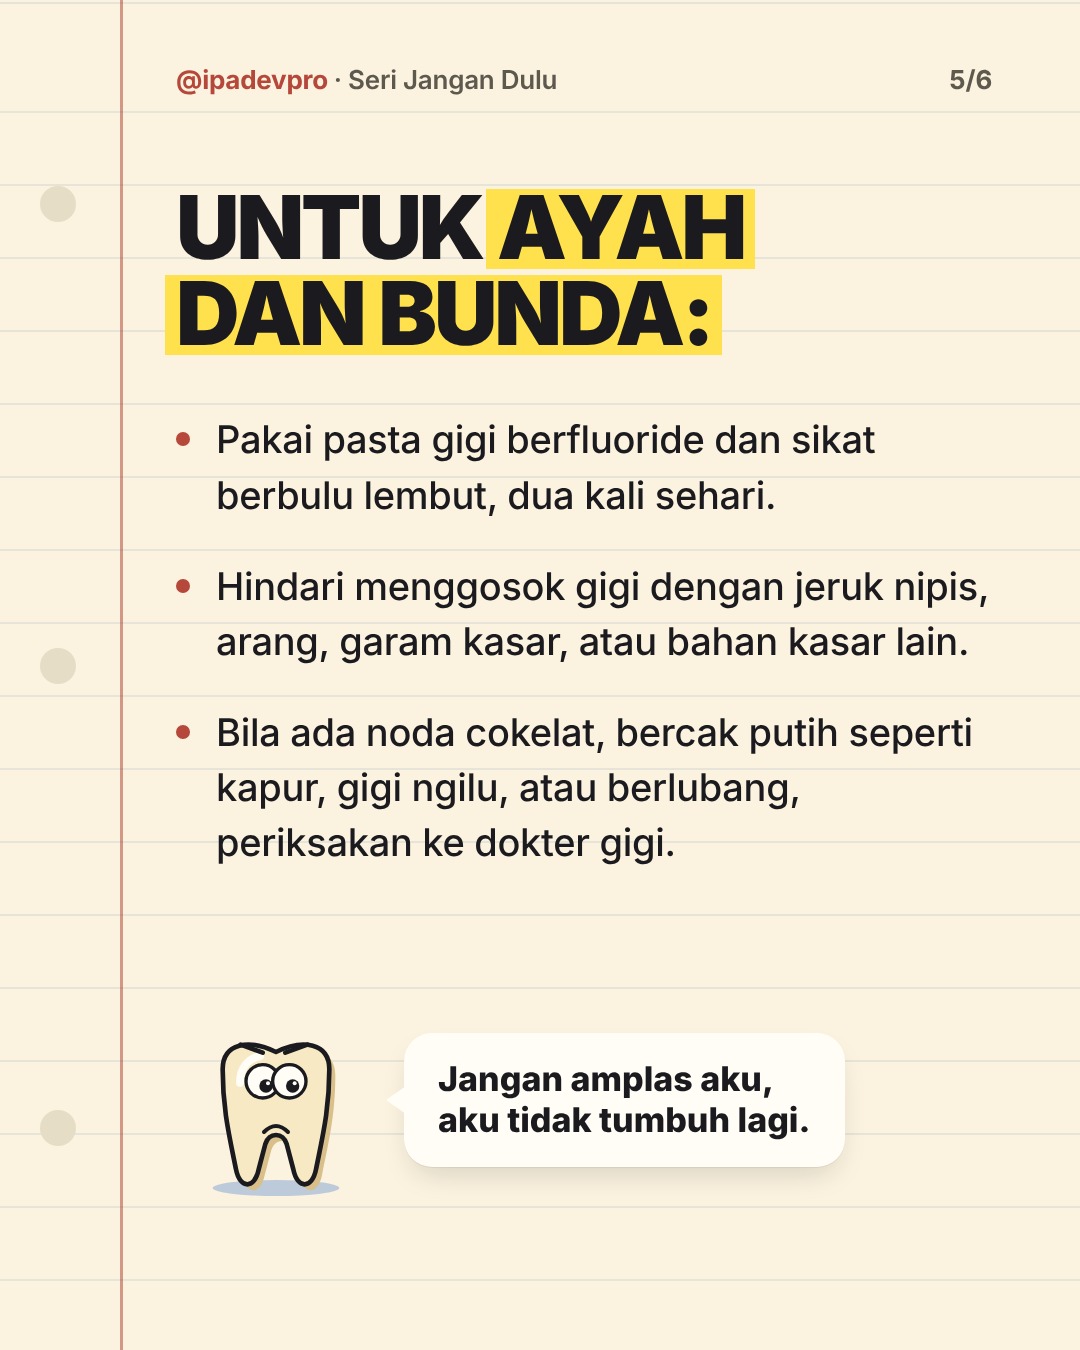 @ipadevpro · Seri Jangan Dulu
5/6
UNTUK AYAH
DAN BUNDA:
• Pakai pasta gigi berfluoride dan sikat
berbulu lembut, dua kali sehari.
• Hindari menggosok gigi dengan jeruk nipis,
arang, garam kasar, atau bahan kasar lain.
• Bila ada noda cokelat, bercak putih seperti
kapur, gigi ngilu, atau berlubang,
periksakan ke dokter gigi.
Jangan amplas aku,
aku tidak tumbuh lagi.